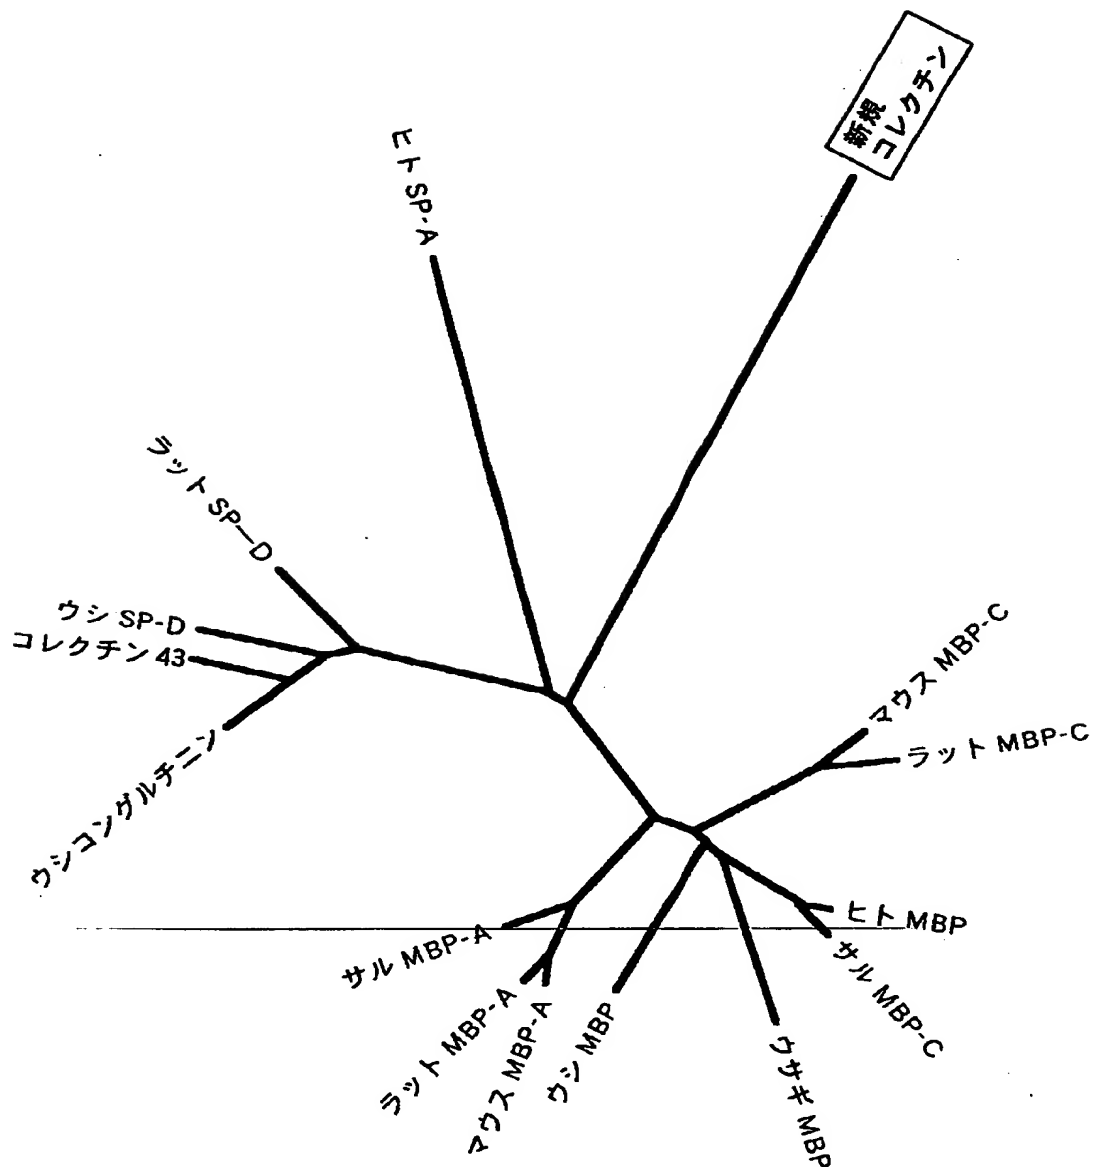 新規
コレクチン
ヒト SP-A
ラット SP—D
ウシ SP-D
コレクチン 43
ウシコングルチニン
マウス MBP-C
ラット MBP-C
ヒト MBP
サル MBP-C
サル MBP-A
ラット MBP-A
マウス MBP-A
ウシ MBP
ウサギ MBP